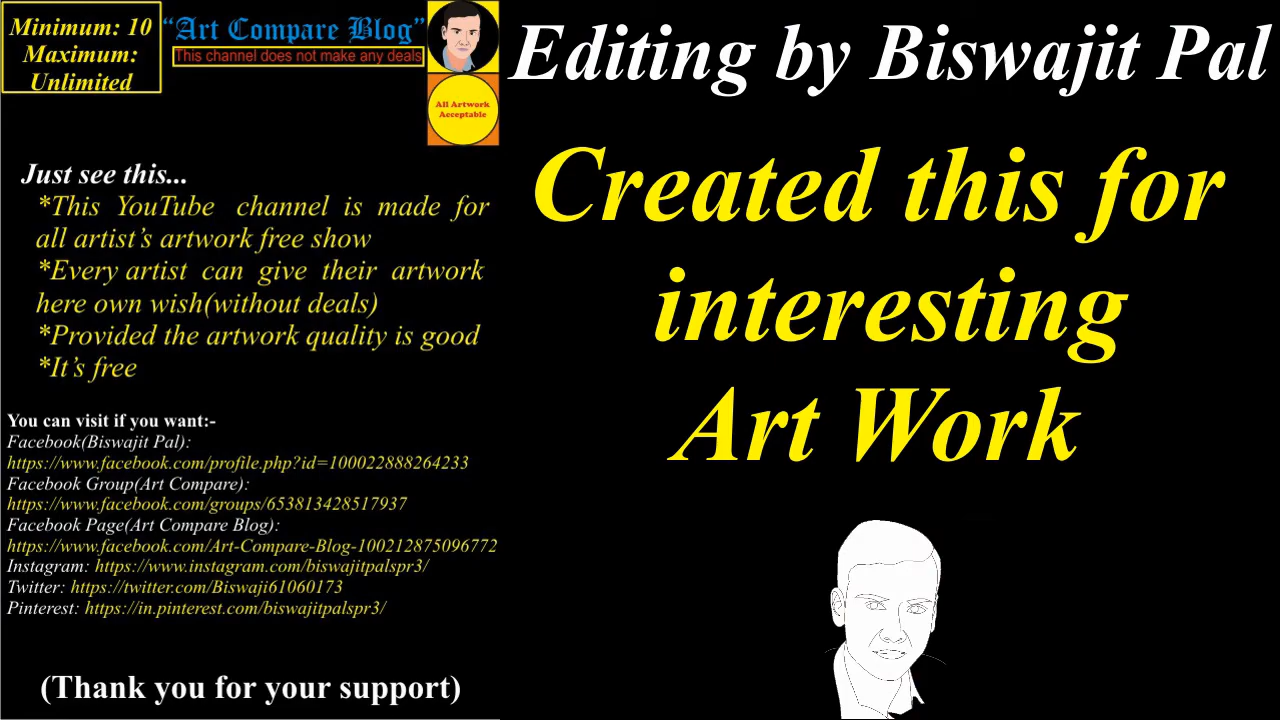 Minimum: 10
Maximum:
Unlimited
“Art Compare Blog”
This channel does not make any deals
All Artwork
Acceptable
Just see this...
*This YouTube channel is made for
all artist’s artwork free show
*Every artist can give their artwork
here own wish(without deals)
*Provided the artwork quality is good
*It’s free
You can visit if you want:-
Facebook(Biswajit Pal):
https://www.facebook.com/profile.php?id=100022888264233
Facebook Group(Art Compare):
https://www.facebook.com/groups/653813428517937
Facebook Page(Art Compare Blog):
https://www.facebook.com/Art-Compare-Blog-100212875096772
Instagram: https://www.instagram.com/biswajitpalspr3/
Twitter: https://twitter.com/Biswaji61060173
Pinterest: https://in.pinterest.com/biswajitpalspr3/
(Thank you for your support)
Editing by Biswajit Pal
Created this for
interesting
Art Work